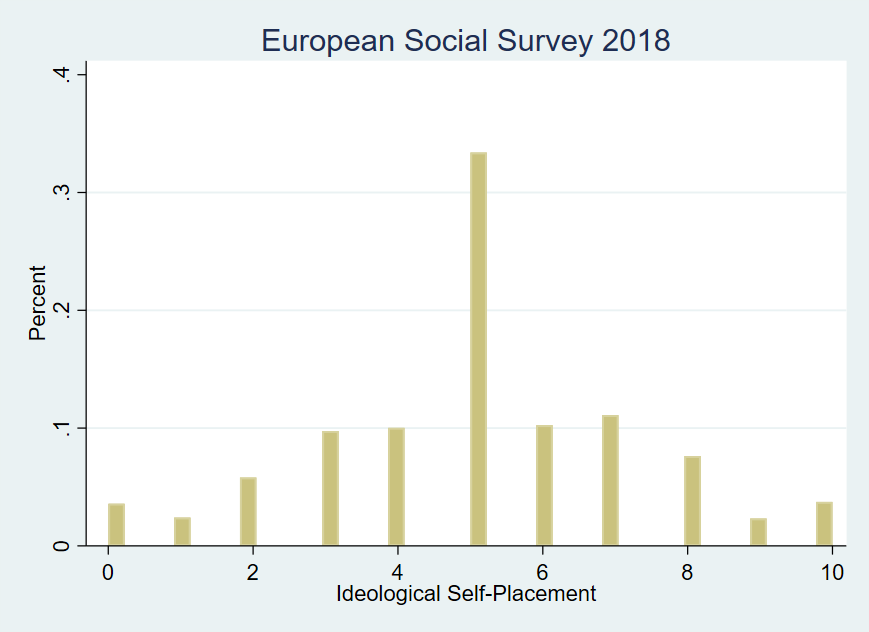 European Social Survey 2018
.4
.3
.2
.1
0
Percent
0 2 4 6 8 10
Ideological Self-Placement